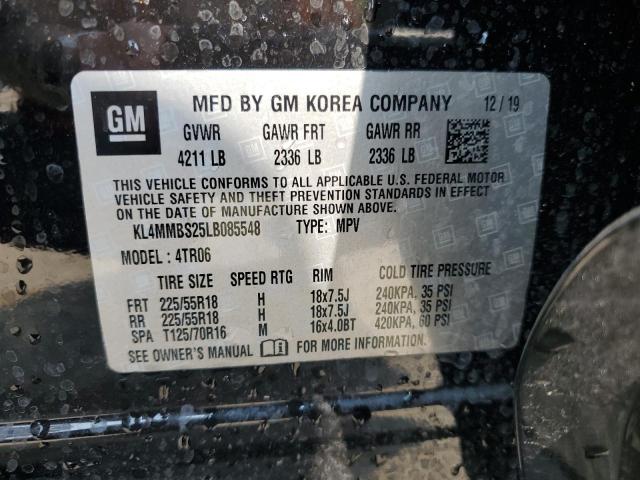 GM MFD BY GM KOREA COMPANY 12/19
GVWR GAWR FRT GAWR RR
4211 LB 2336 LB 2336 LB
THIS VEHICLE CONFORMS TO ALL APPLICABLE U.S. FEDERAL MOTOR
VEHICLE SAFETY AND THEFT PREVENTION STANDARDS IN EFFECT
ON THE DATE OF MANUFACTURE SHOWN ABOVE.
KL4MMBS25LB085548 TYPE: MPV
MODEL: 4TR06
TIRE SIZE SPEED RTG RIM COLD TIRE PRESSURE
FRT 225/55R18 H 18x7.5J 240KPA, 35 PSI
RR 225/55R18 H 18x7.5J 240KPA, 35 PSI
SPA T125/70R16 M 16x4.0BT 420KPA, 60 PSI
SEE OWNER'S MANUAL FOR MORE INFORMATION.